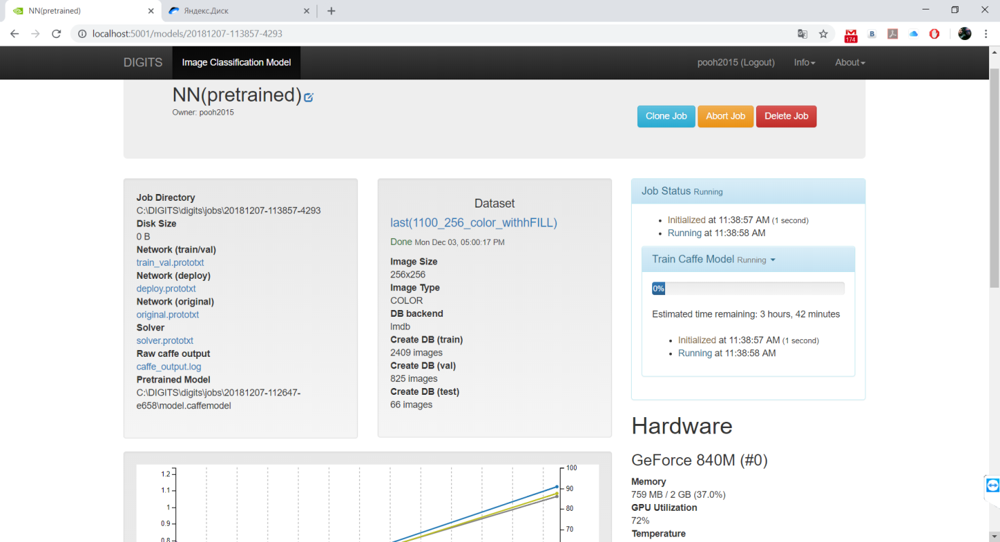 NN(pretrained)
Яндекс.Диск
localhost:5001/models/20181207-113857-4293
174
B
DIGITS
Image Classification Model
pooh2015 (Logout)
Info
About
NN(pretrained)
Owner: pooh2015
Clone Job
Abort Job
Delete Job
Job Directory
C:\DIGITS\digits\jobs\20181207-113857-4293
Disk Size
0 B
Network (train/val)
train_val.prototxt
Network (deploy)
deploy.prototxt
Network (original)
original.prototxt
Solver
solver.prototxt
Raw caffe output
caffe_output.log
Pretrained Model
C:\DIGITS\digits\jobs\20181207-112647-
e658\model.caffemodel
Dataset
last(1100_256_color_withhFILL)
Done Mon Dec 03, 05:00:17 PM
Image Size
256x256
Image Type
COLOR
DB backend
lmdb
Create DB (train)
2409 images
Create DB (val)
825 images
Create DB (test)
66 images
Job Status Running
Initialized at 11:38:57 AM (1 second)
Running at 11:38:58 AM
Train Caffe Model Running
0%
Estimated time remaining: 3 hours, 42 minutes
Initialized at 11:38:57 AM (1 second)
Running at 11:38:58 AM
Hardware
GeForce 840M (#0)
Memory
759 MB / 2 GB (37.0%)
GPU Utilization
72%
Temperature
1.2
1.1
1
0.9
0.8
100
90
80
70